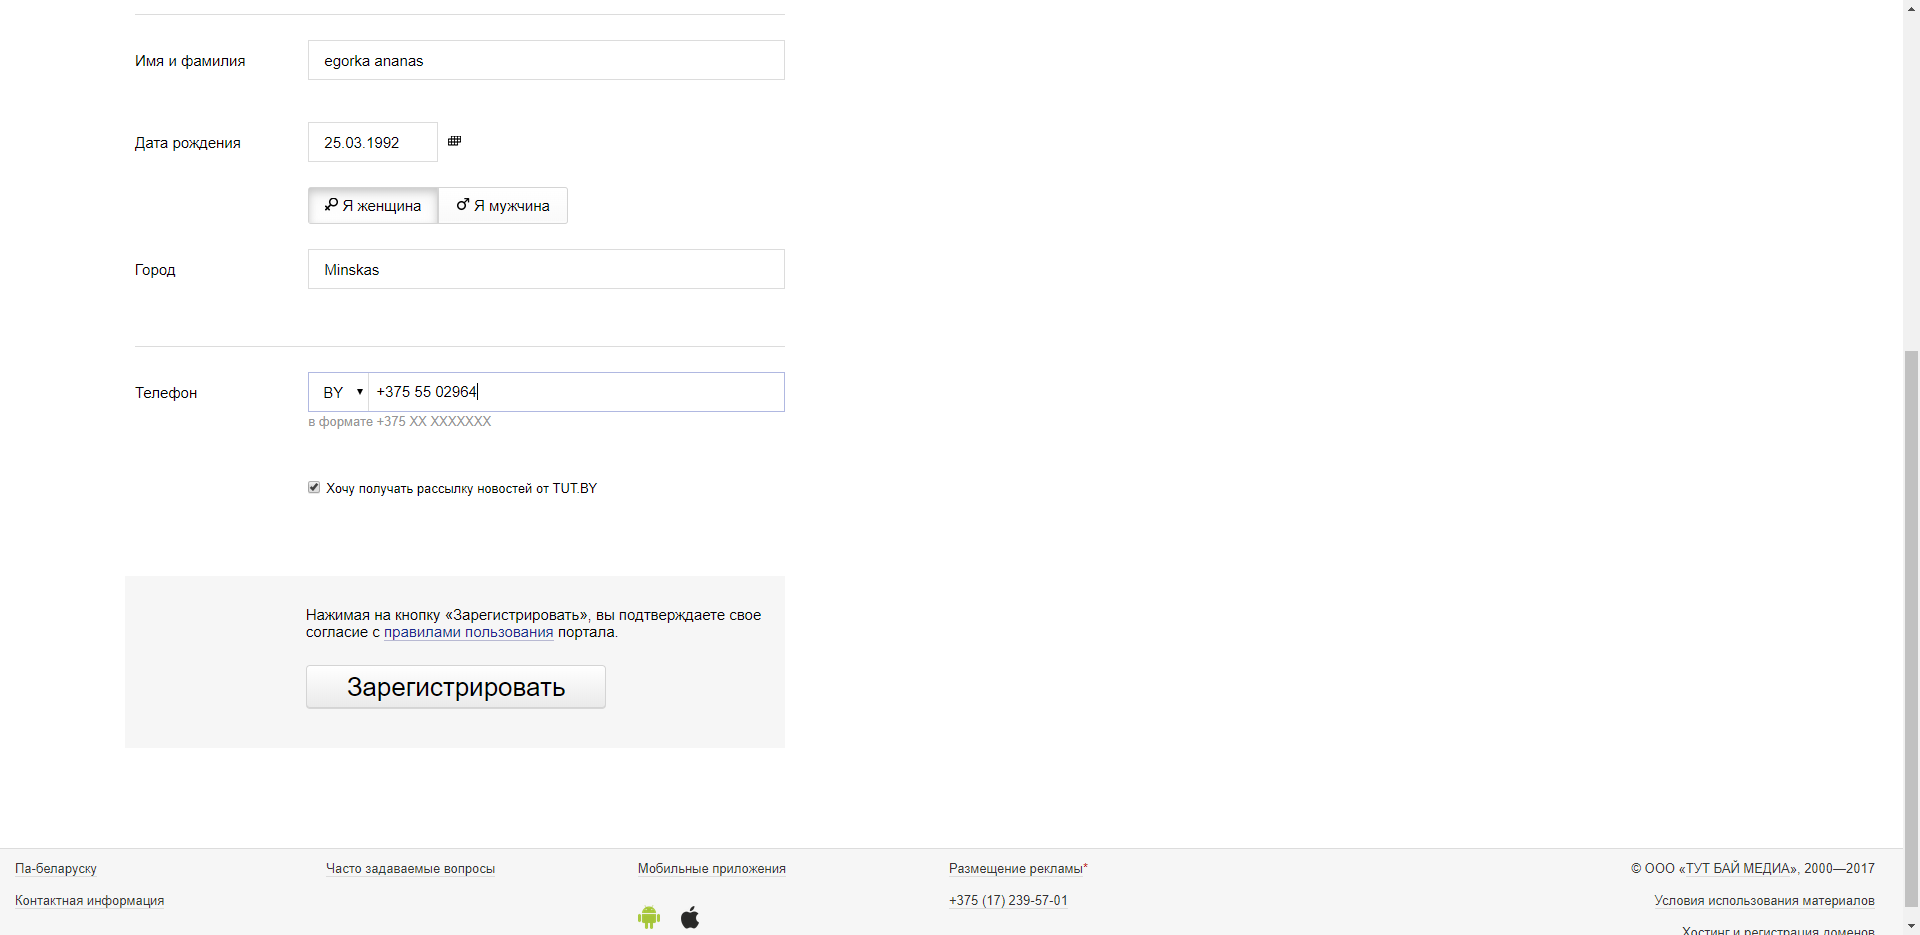 Имя и фамилия
egorka ananas
Дата рождения
25.03.1992
Я женщина
Я мужчина
Город
Minskas
Телефон
BY
+375 55 02964
в формате +375 XX XXXXXXX
Хочу получать рассылку новостей от TUT.BY
Нажимая на кнопку «Зарегистрировать», вы подтверждаете свое
согласие с правилами пользования портала.
Зарегистрировать
Па-беларуску
Контактная информация
Часто задаваемые вопросы
Мобильные приложения
Размещение рекламы*
+375 (17) 239-57-01
© ООО «ТУТ БАЙ МЕДИА», 2000—2017
Условия использования материалов
Хостинг и регистрация доменов